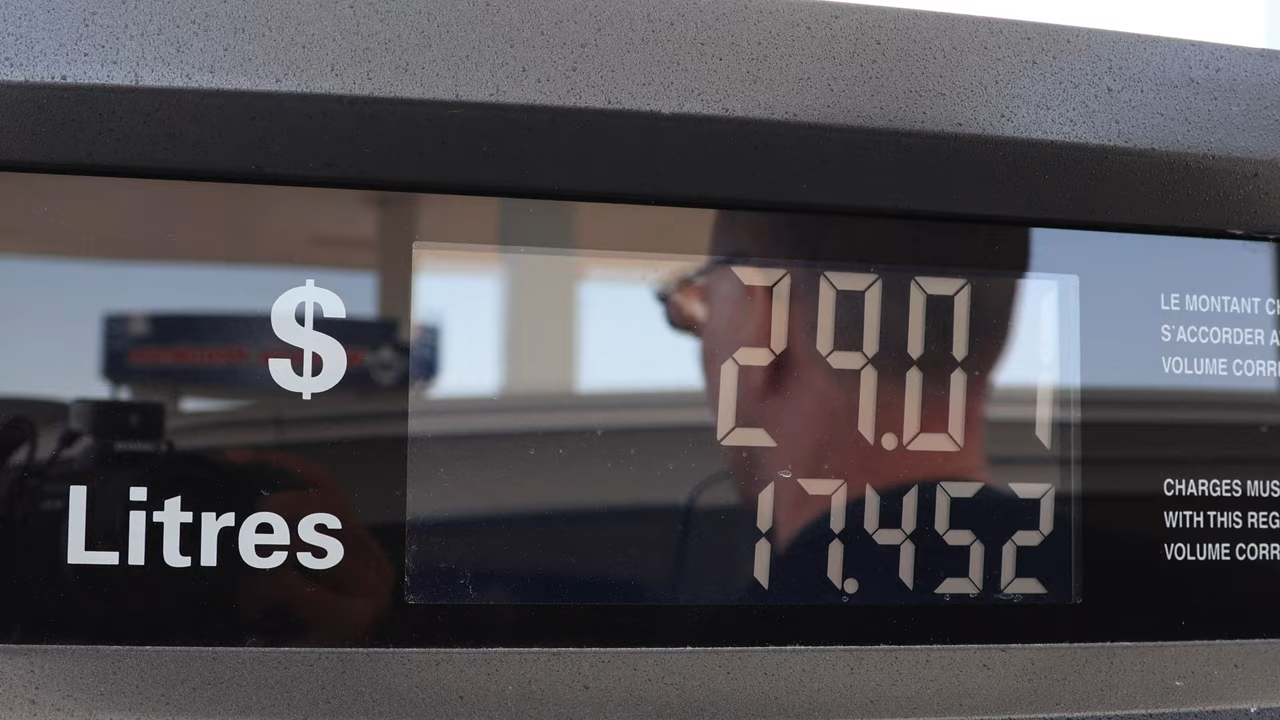 $ 29.01
Litres 17.452
LE MONTANT C
S'ACCORDER A
VOLUME CORR
CHARGES MUS
WITH THIS REG
VOLUME CORR